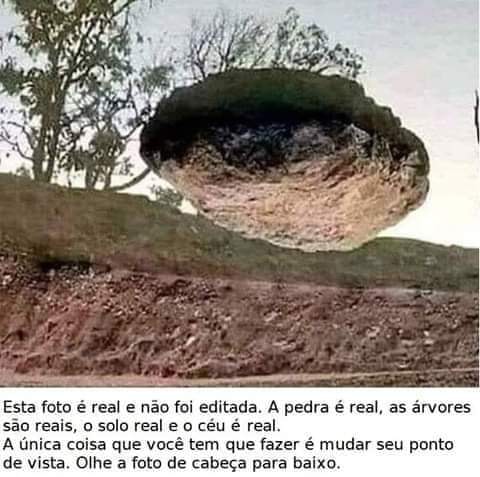 Esta foto é real e não foi editada. A pedra é real, as árvores
são reais, o solo real e o céu é real.
A única coisa que você tem que fazer é mudar seu ponto
de vista. Olhe a foto de cabeça para baixo.